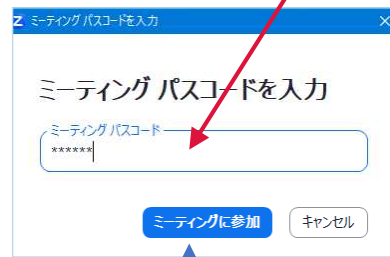 Z ミーティング パスコードを入力 ×
ミーティング パスコードを入力
ミーティング パスコード
******
ミーティングに参加 キャンセル